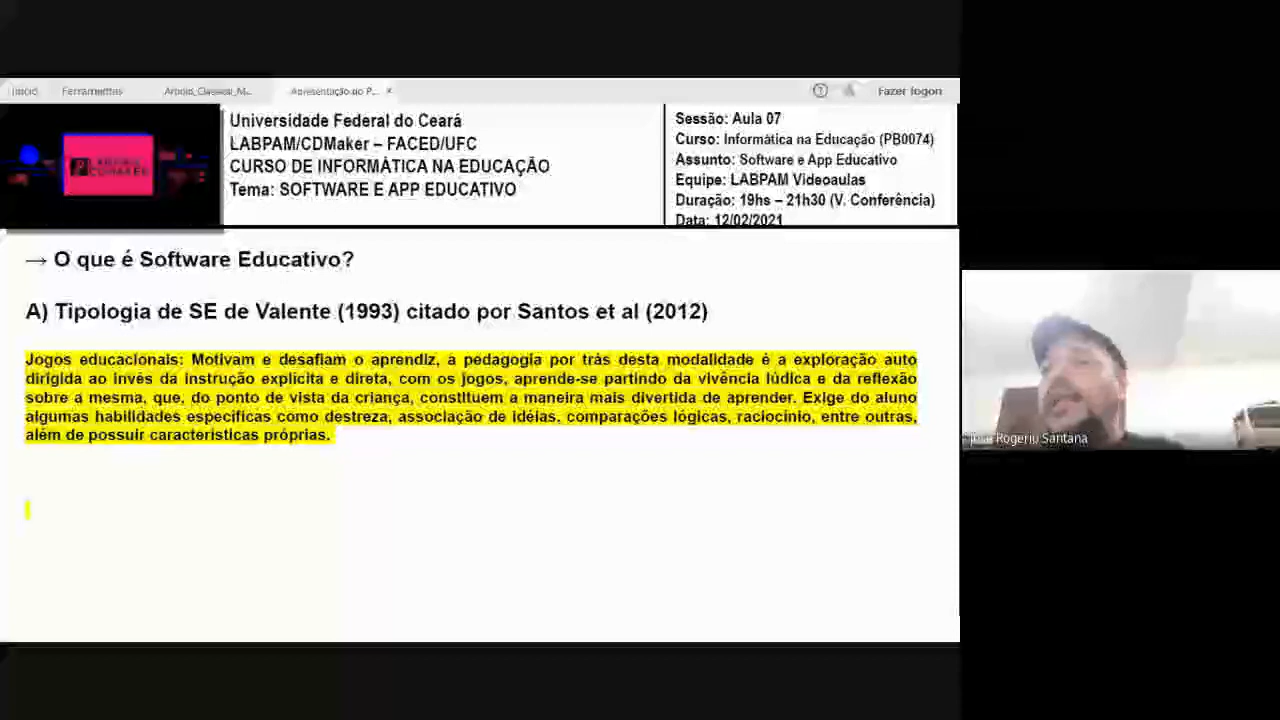 Início Ferramentas Apresentação do P... × Fazer logon
Universidade Federal do Ceará
LABPAM/CDMaker – FACED/UFC
CURSO DE INFORMÁTICA NA EDUCAÇÃO
Tema: SOFTWARE E APP EDUCATIVO
Sessão: Aula 07
Curso: Informática na Educação (PB0074)
Assunto: Software e App Educativo
Equipe: LABPAM Videoaulas
Duração: 19hs – 21h30 (V. Conferência)
Data: 12/02/2021
→ O que é Software Educativo?
A) Tipologia de SE de Valente (1993) citado por Santos et al (2012)
Jogos educacionais: Motivam e desafiam o aprendiz, a pedagogia por trás desta modalidade é a exploração auto
dirigida ao invés da instrução explícita e direta, com os jogos, aprende-se partindo da vivência lúdica e da reflexão
sobre a mesma, que, do ponto de vista da criança, constituem a maneira mais divertida de aprender. Exige do aluno
algumas habilidades específicas como destreza, associação de idéias, comparações lógicas, raciocínio, entre outras,
além de possuir características próprias.
Rogerio Santana